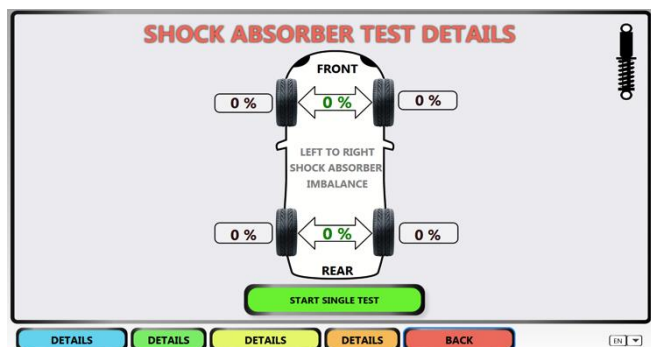 SHOCK ABSORBER TEST DETAILS
FRONT
0 %
0 %
0 %
LEFT TO RIGHT
SHOCK ABSORBER
IMBALANCE
0 %
0 %
0 %
REAR
START SINGLE TEST
DETAILS
DETAILS
DETAILS
DETAILS
BACK
EN